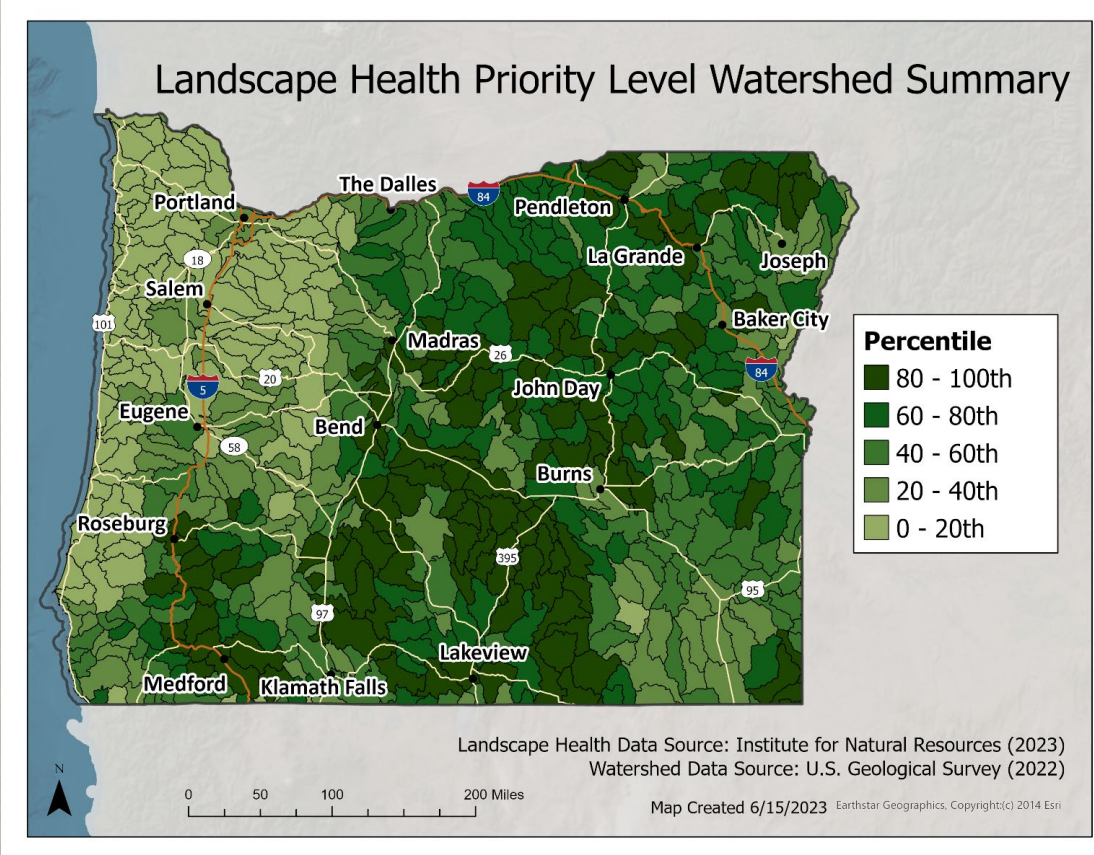 Landscape Health Priority Level Watershed Summary
The Dalles
84
Portland
Pendleton
18
La Grande
Joseph
Salem
101
Baker City
Madras
26
84
20
5
John Day
Eugene
Bend
58
Burns
Roseburg
395
95
97
Lakeview
Medford
Klamath Falls
Percentile
80 - 100th
60 - 80th
40 - 60th
20 - 40th
0 - 20th
Landscape Health Data Source: Institute for Natural Resources (2023)
Watershed Data Source: U.S. Geological Survey (2022)
N
0 50 100 200 Miles
Map Created 6/15/2023 Earthstar Geographics, Copyright:(c) 2014 Esri